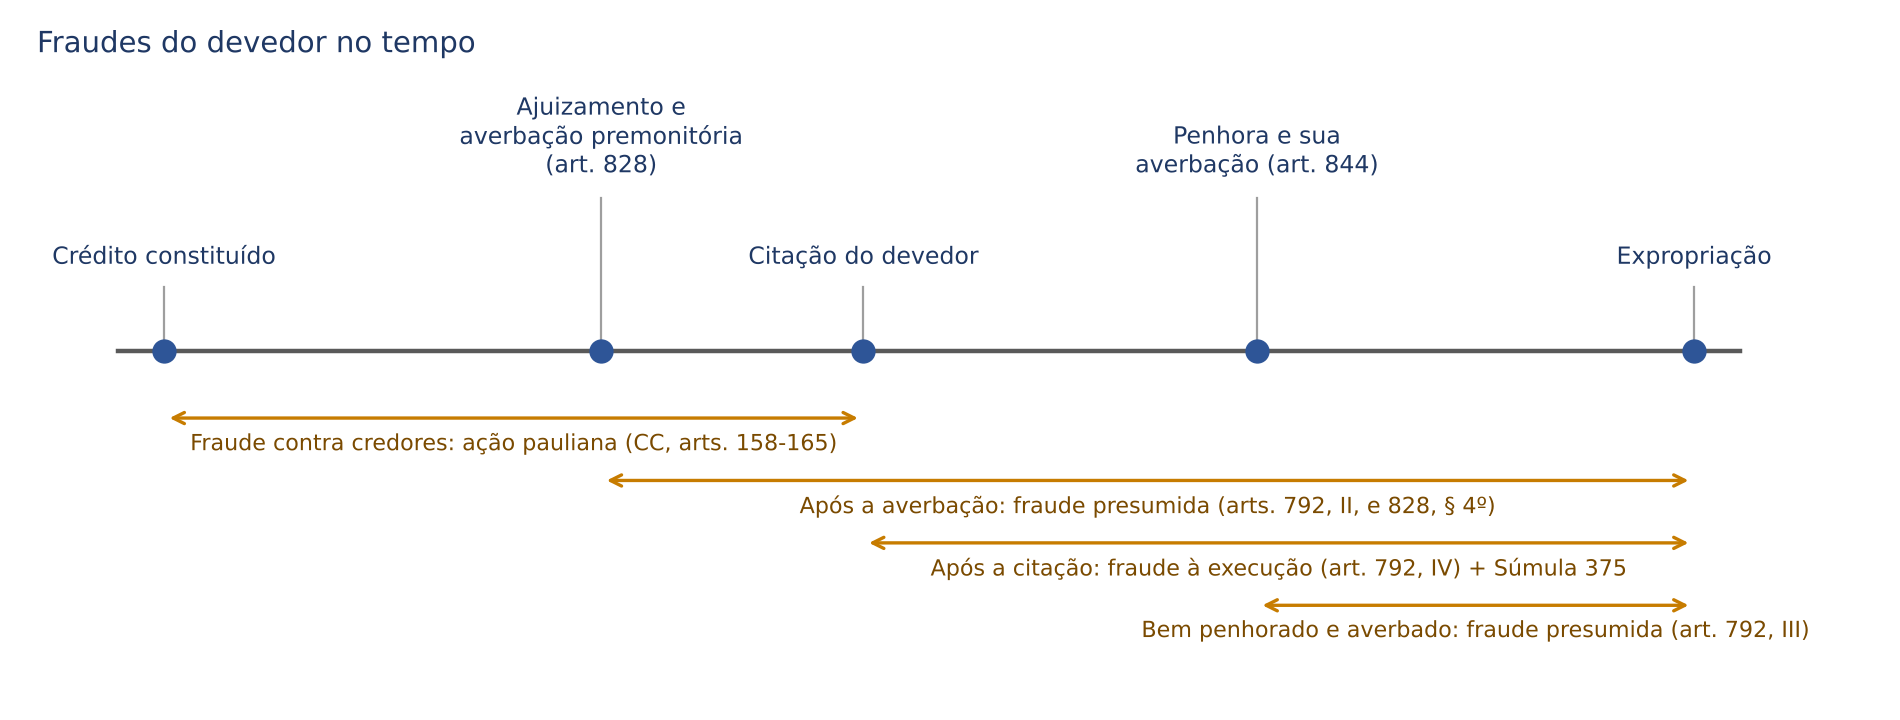 Fraudes do devedor no tempo
Ajuizamento e
averbação premonitória
(art. 828)
Penhora e sua
averbação (art. 844)
Crédito constituído
Citação do devedor
Expropriação
Fraude contra credores: ação pauliana (CC, arts. 158-165)
Após a averbação: fraude presumida (arts. 792, II, e 828, § 4º)
Após a citação: fraude à execução (art. 792, IV) + Súmula 375
Bem penhorado e averbado: fraude presumida (art. 792, III)